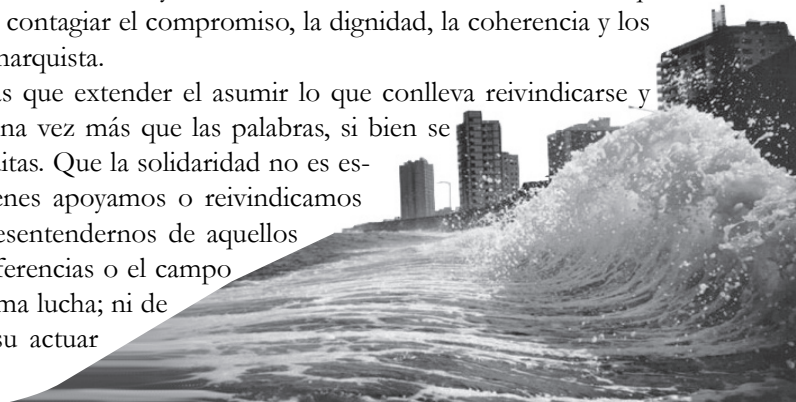 contagiar el compromiso, la dignidad, la coherencia y los
narquista.
s que extender el asumir lo que conlleva reivindicarse y
na vez más que las palabras, si bien se
itas. Que la solidaridad no es es-
enes apoyamos o reivindicamos
esentendernos de aquellos
ferencias o el campo
ma lucha; ni de
su actuar